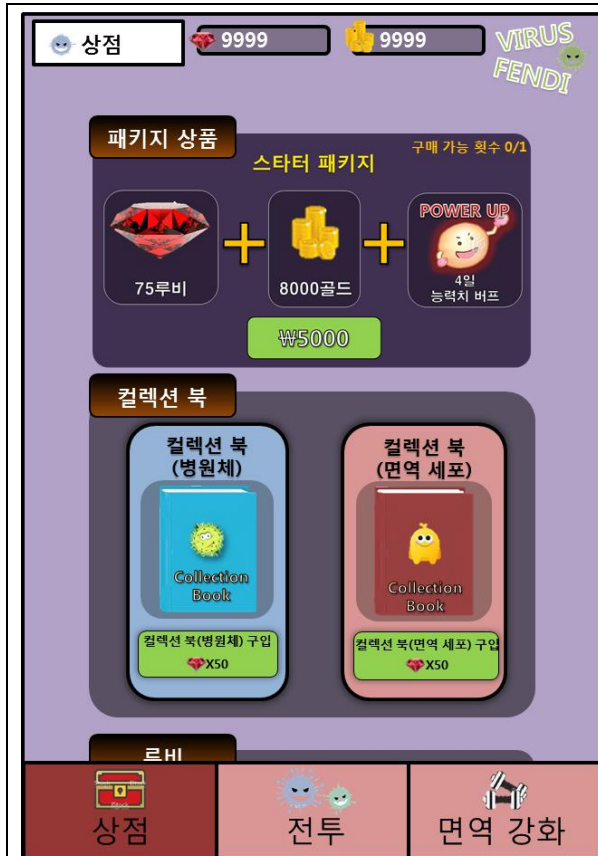 상점
9999
9999
VIRUS
FENDI
패키지 상품
구매 가능 횟수 0/1
스타터 패키지
75루비
8000골드
POWER UP
4일
능력치 버프
₩5000
컬렉션 북
컬렉션 북
(병원체)
Collection
Book
컬렉션 북(병원체) 구입
X50
컬렉션 북
(면역 세포)
Collection
Book
컬렉션 북(면역 세포) 구입
X50
루비
상점
전투
면역 강화